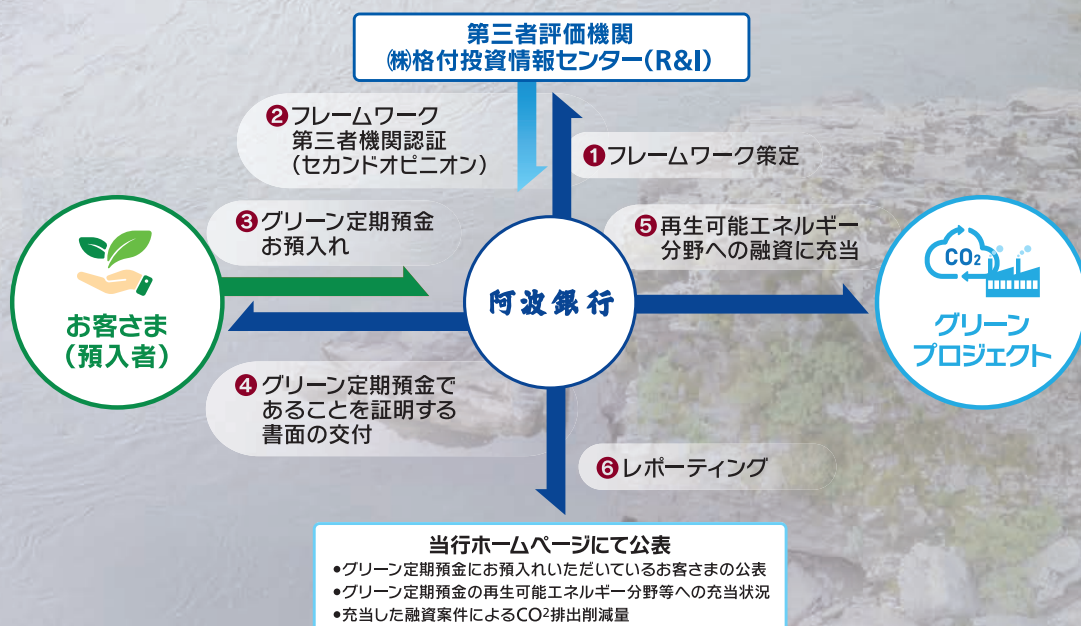 第三者評価機関
㈱格付投資情報センター(R&I)
❷フレームワーク
第三者機関認証
(セカンドオピニオン)
❶フレームワーク策定
❸グリーン定期預金
お預入れ
❺再生可能エネルギー
分野への融資に充当
お客さま
(預入者)
阿波銀行
CO₂
グリーン
プロジェクト
❹グリーン定期預金で
あることを証明する
書面の交付
❻レポーティング
当行ホームページにて公表
•グリーン定期預金にお預入れいただいているお客さまの公表
•グリーン定期預金の再生可能エネルギー分野等への充当状況
•充当した融資案件によるCO²排出削減量